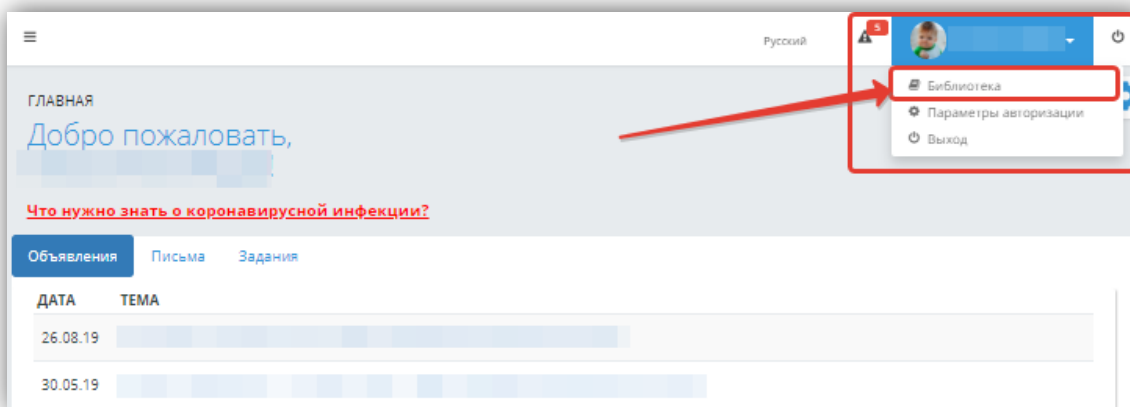 Русский
5
Библиотека
Параметры авторизации
Выход
ГЛАВНАЯ
Добро пожаловать,
Что нужно знать о коронавирусной инфекции?
Объявления Письма Задания
ДАТА ТЕМА
26.08.19
30.05.19